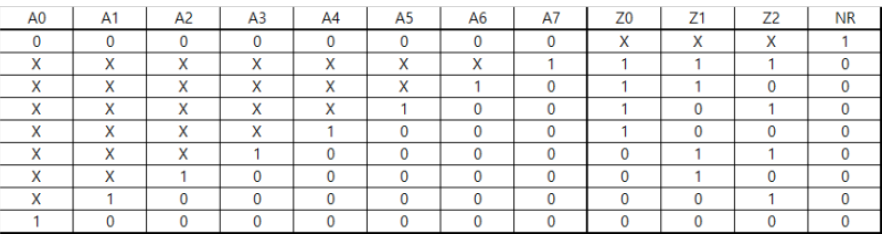 A0 A1 A2 A3 A4 A5 A6 A7 Z0 Z1 Z2 NR
0 0 0 0 0 0 0 0 X X X 1
X X X X X X X 1 1 1 1 0
X X X X X X 1 0 1 1 0 0
X X X X X 1 0 0 1 0 1 0
X X X X 1 0 0 0 1 0 0 0
X X X 1 0 0 0 0 0 1 1 0
X X 1 0 0 0 0 0 0 1 0 0
X 1 0 0 0 0 0 0 0 0 1 0
1 0 0 0 0 0 0 0 0 0 0 0